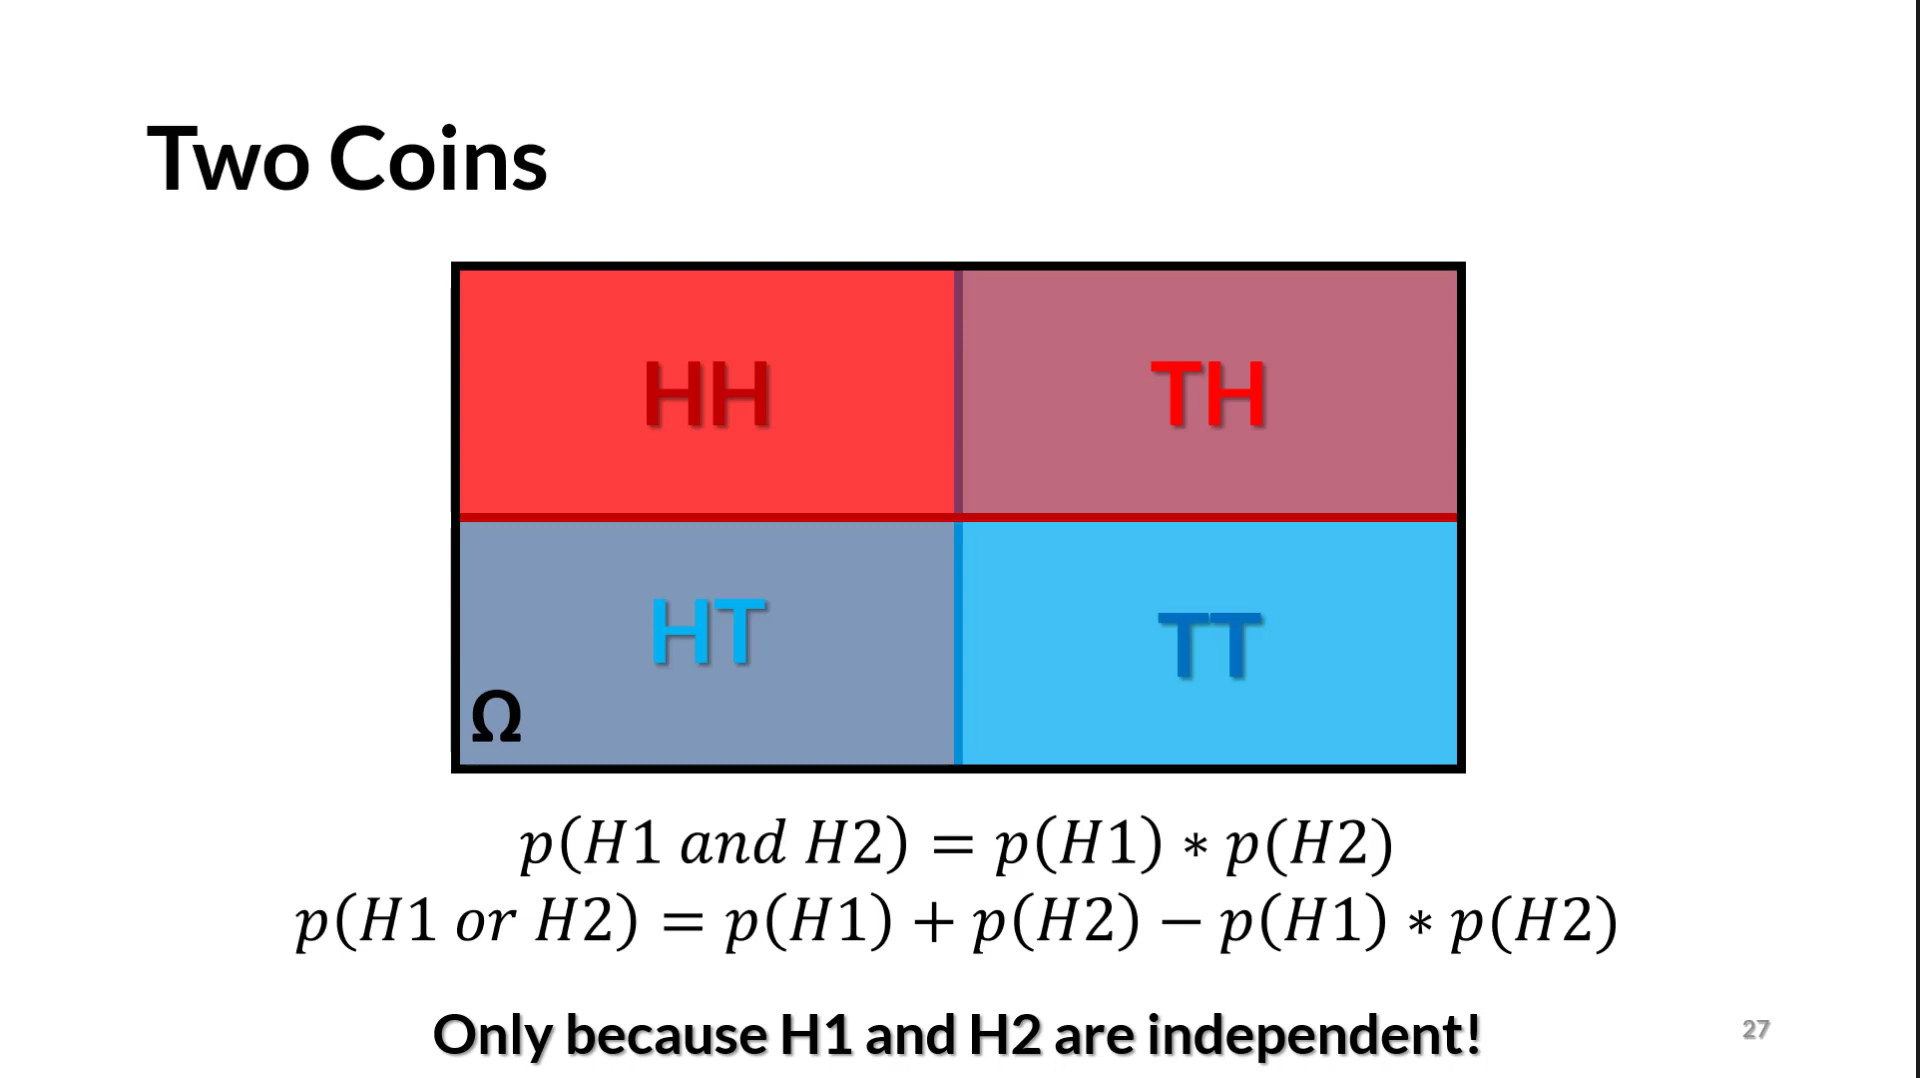 Two Coins
HH
TH
HT
TT
Ω
p(H1 and H2) = p(H1) ∗ p(H2)
p(H1 or H2) = p(H1) + p(H2) − p(H1) ∗ p(H2)
Only because H1 and H2 are independent!
27